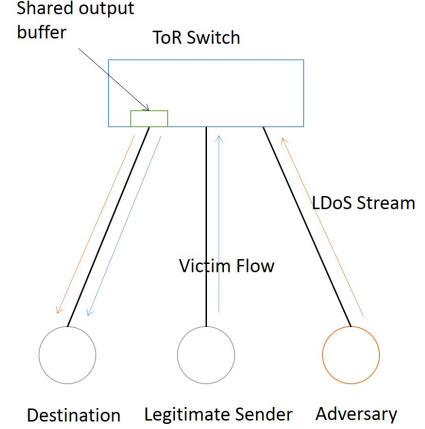 Shared output
buffer
ToR Switch
LDoS Stream
Victim Flow
Destination
Legitimate Sender
Adversary